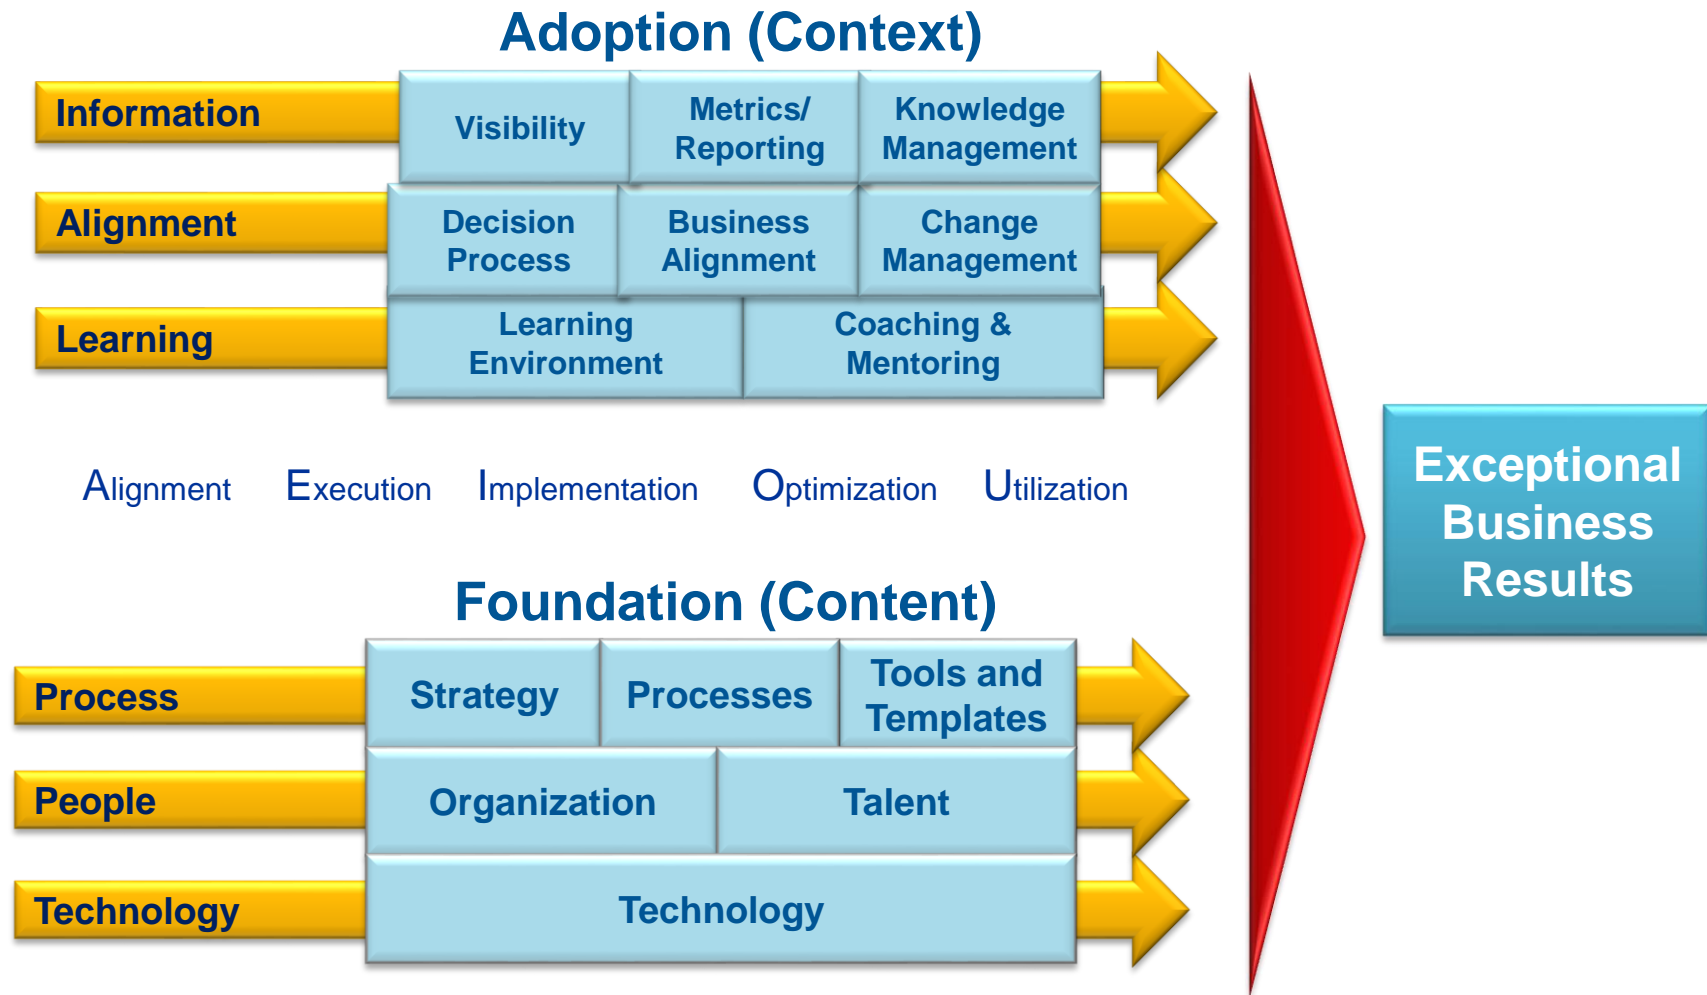 Adoption (Context)
Information
Visibility
Metrics/
Reporting
Knowledge
Management
Alignment
Decision
Process
Business
Alignment
Change
Management
Learning
Learning
Environment
Coaching &
Mentoring
Alignment Execution Implementation Optimization Utilization
Foundation (Content)
Process
Strategy
Processes
Tools and
Templates
People
Organization
Talent
Technology
Technology
Exceptional
Business
Results